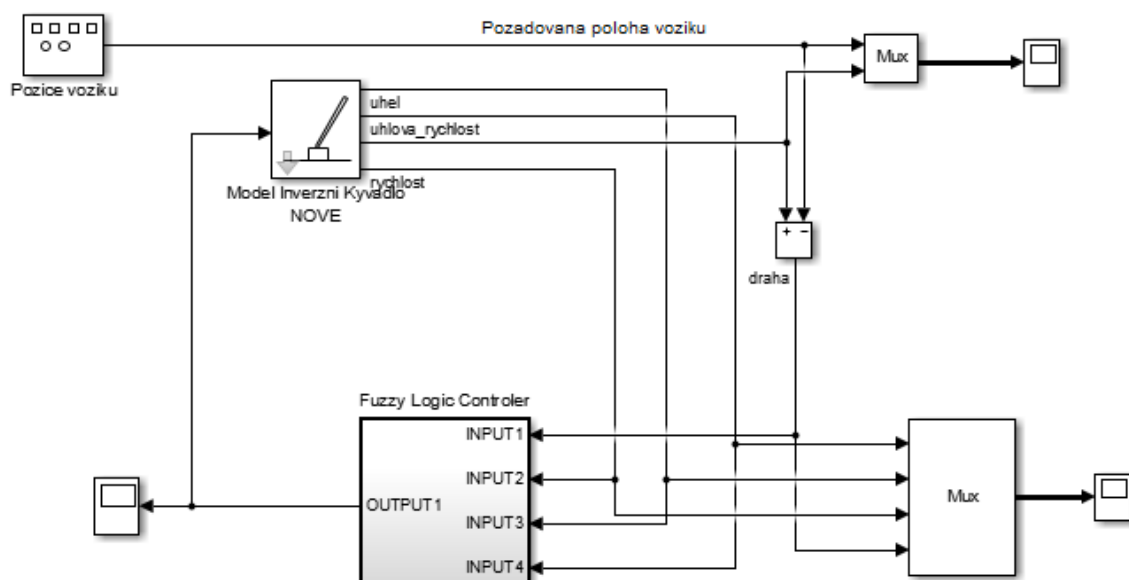 Pozadovana poloha voziku
Mux
Pozice voziku
uhel
uhlova_rychlost
rychlost
Model Inverzni Kyvadlo
NOVE
+ −
draha
Fuzzy Logic Controler
INPUT1
INPUT2
OUTPUT1
INPUT3
INPUT4
Mux